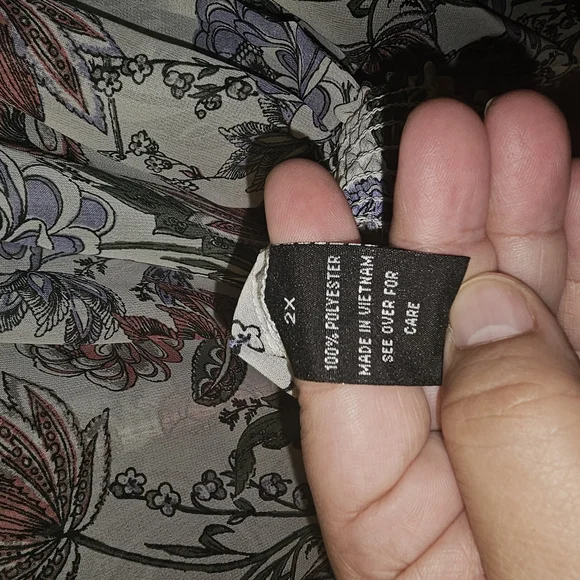 2X
100% POLYESTER
MADE IN VIETNAM
SEE OVER FOR
CARE